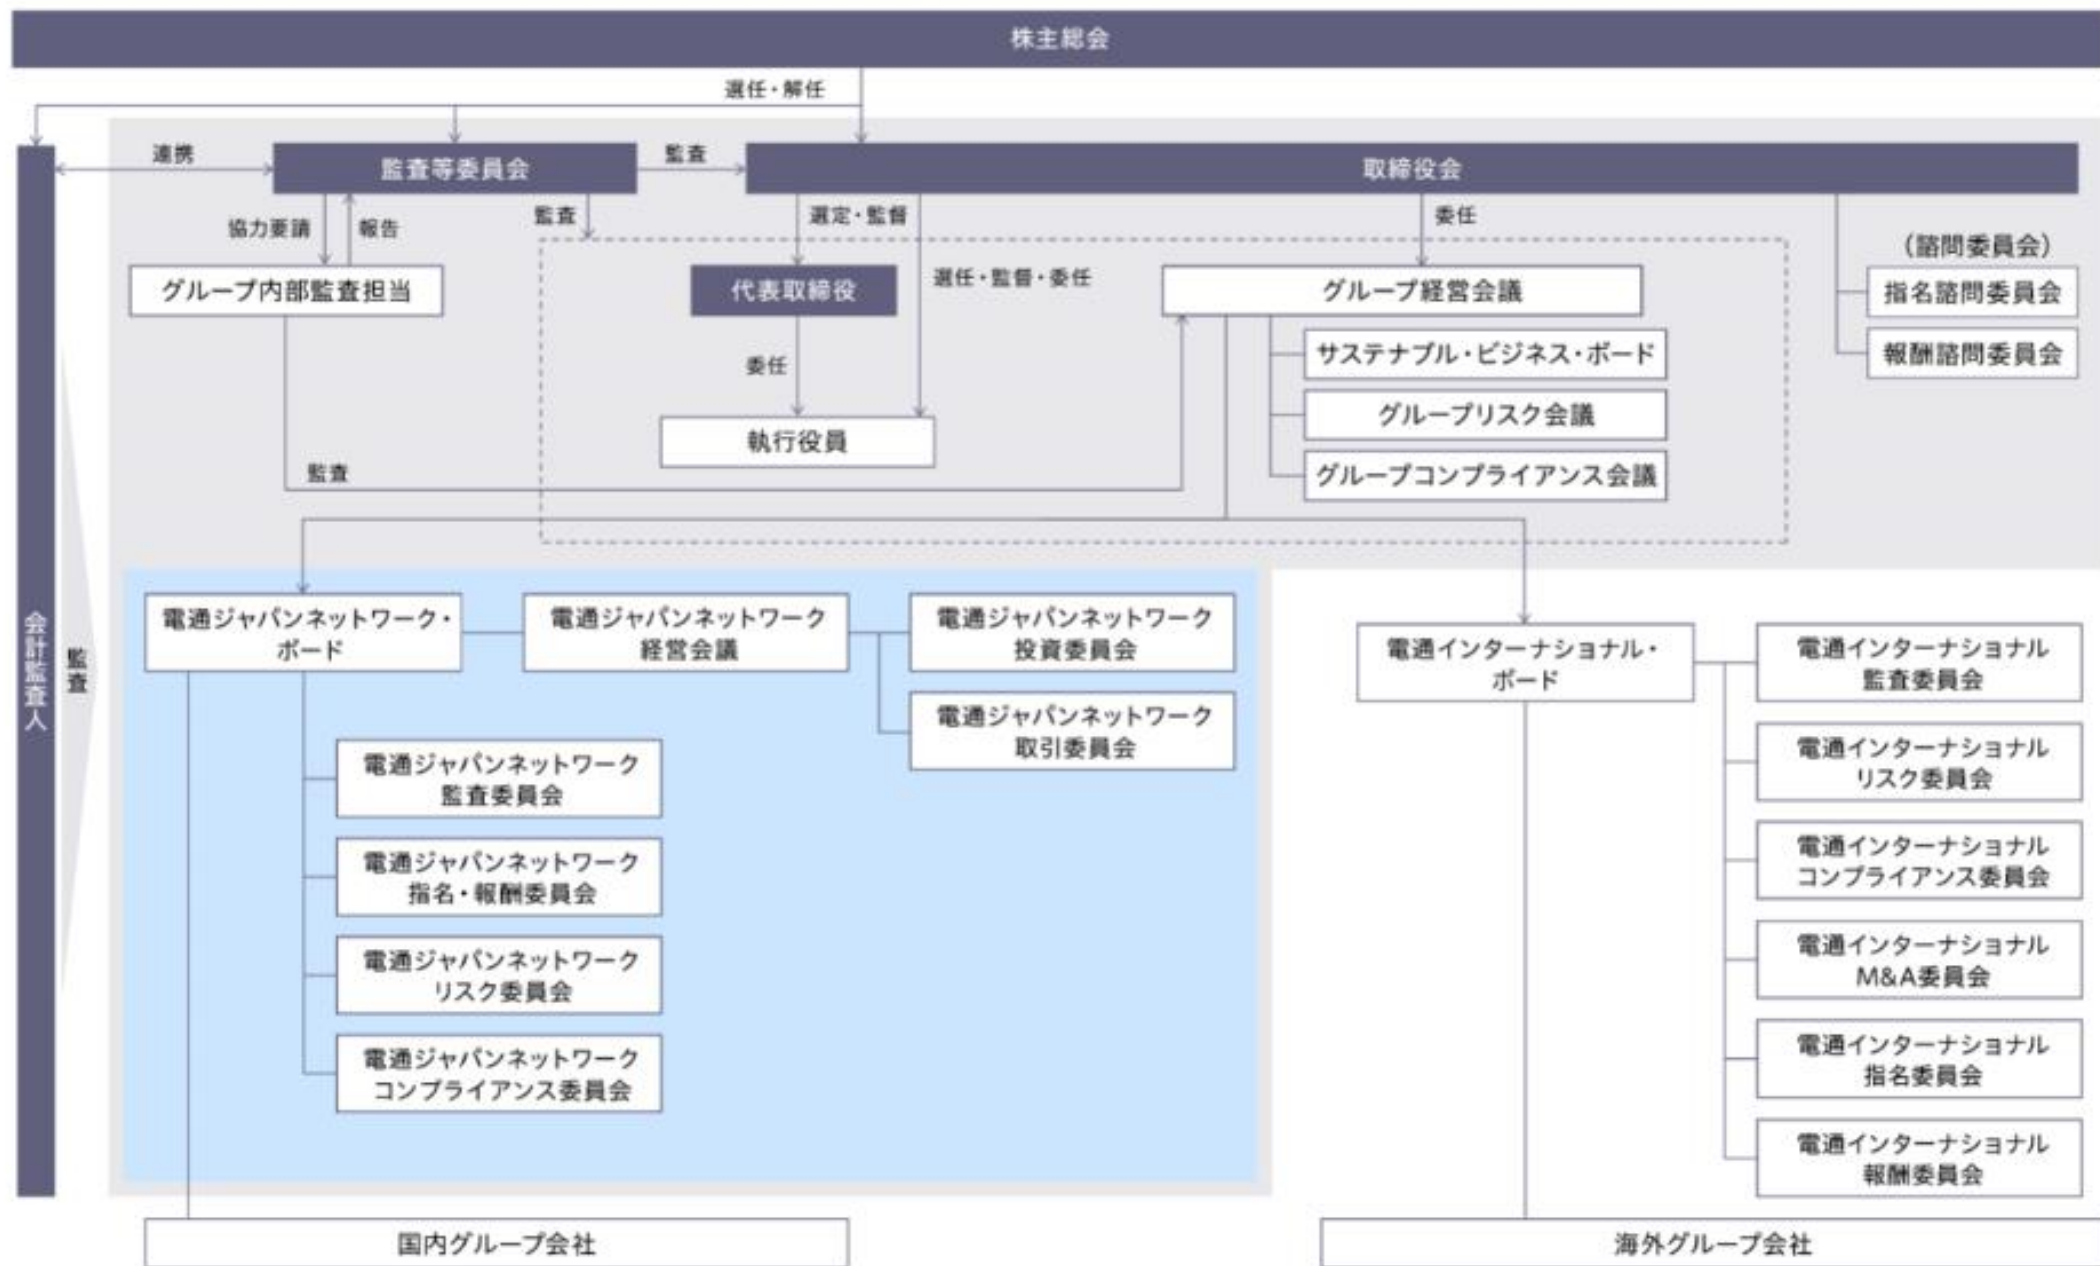 株主総会
選任・解任
連携
監査等委員会
監査
取締役会
協力要請
報告
監査
選定・監督
選任・監督・委任
委任
(諮問委員会)
グループ内部監査担当
代表取締役
グループ経営会議
指名諮問委員会
報酬諮問委員会
サステナブル・ビジネス・ボード
グループリスク会議
グループコンプライアンス会議
委任
執行役員
監査
会計監査人
監査
電通ジャパンネットワーク・
ボード
電通ジャパンネットワーク
経営会議
電通ジャパンネットワーク
投資委員会
電通ジャパンネットワーク
取引委員会
電通ジャパンネットワーク
監査委員会
電通ジャパンネットワーク
指名・報酬委員会
電通ジャパンネットワーク
リスク委員会
電通ジャパンネットワーク
コンプライアンス委員会
電通インターナショナル・
ボード
電通インターナショナル
監査委員会
電通インターナショナル
リスク委員会
電通インターナショナル
コンプライアンス委員会
電通インターナショナル
M&A委員会
電通インターナショナル
指名委員会
電通インターナショナル
報酬委員会
国内グループ会社
海外グループ会社